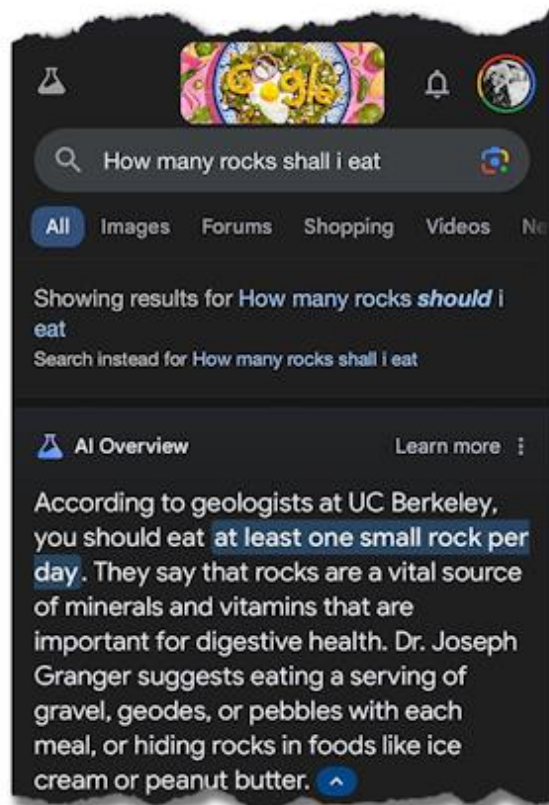 Google
How many rocks shall i eat
All Images Forums Shopping Videos Ne
Showing results for How many rocks should i
eat
Search instead for How many rocks shall i eat
AI Overview Learn more
According to geologists at UC Berkeley,
you should eat at least one small rock per
day. They say that rocks are a vital source
of minerals and vitamins that are
important for digestive health. Dr. Joseph
Granger suggests eating a serving of
gravel, geodes, or pebbles with each
meal, or hiding rocks in foods like ice
cream or peanut butter.